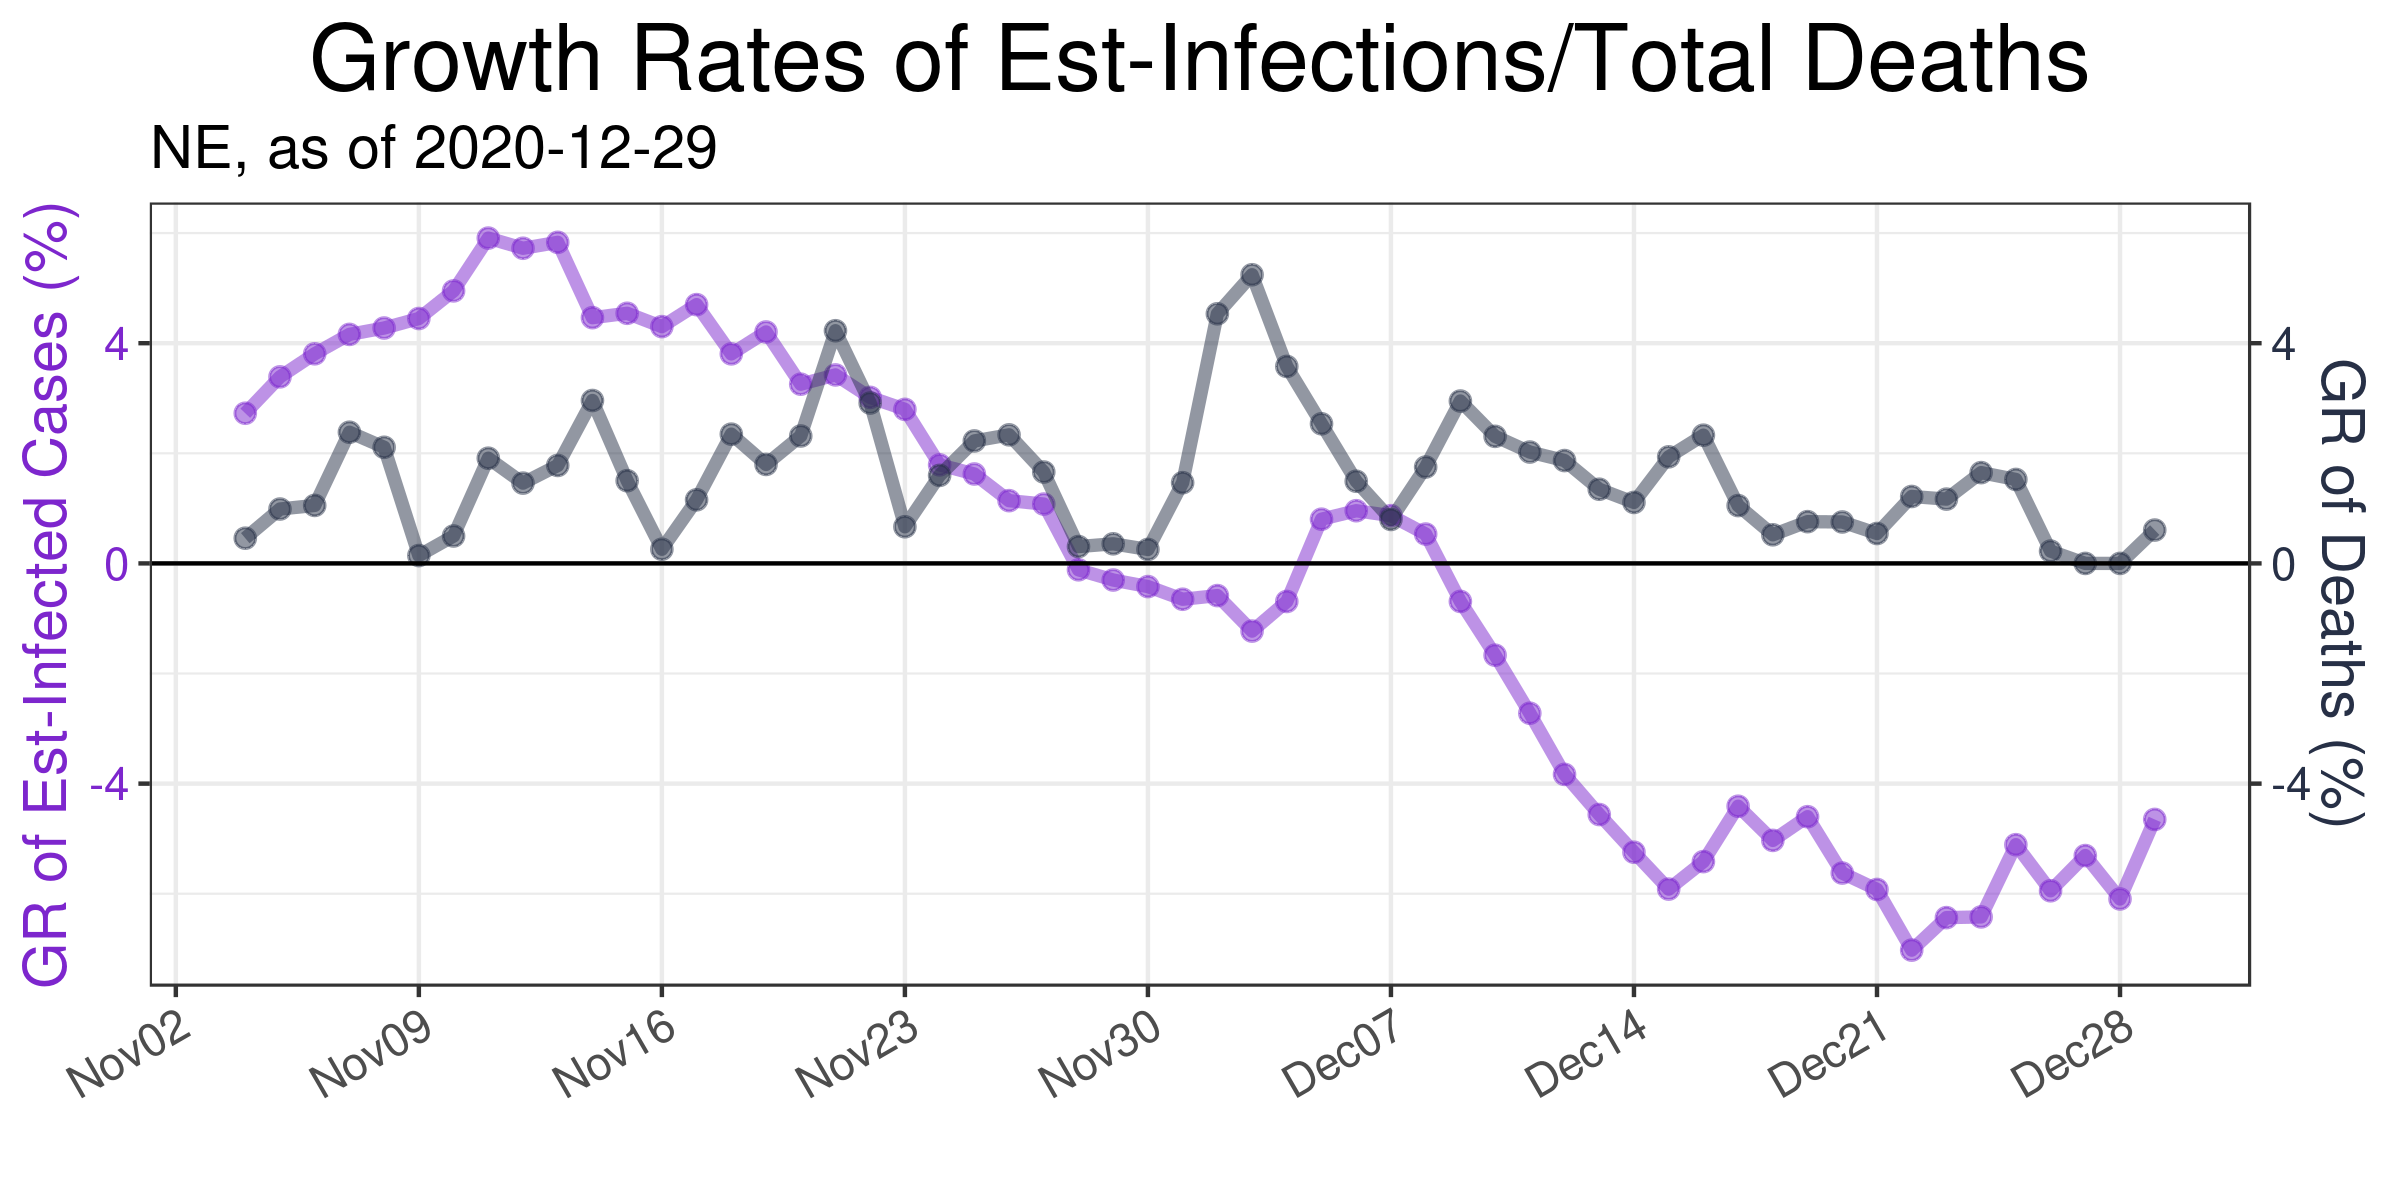 Growth Rates of Est-Infections/Total Deaths
NE, as of 2020-12-29
GR of Est-Infected Cases (%)
4
0
-4
4
0
-4
GR of Deaths (%)
Nov02
Nov09
Nov16
Nov23
Nov30
Dec07
Dec14
Dec21
Dec28